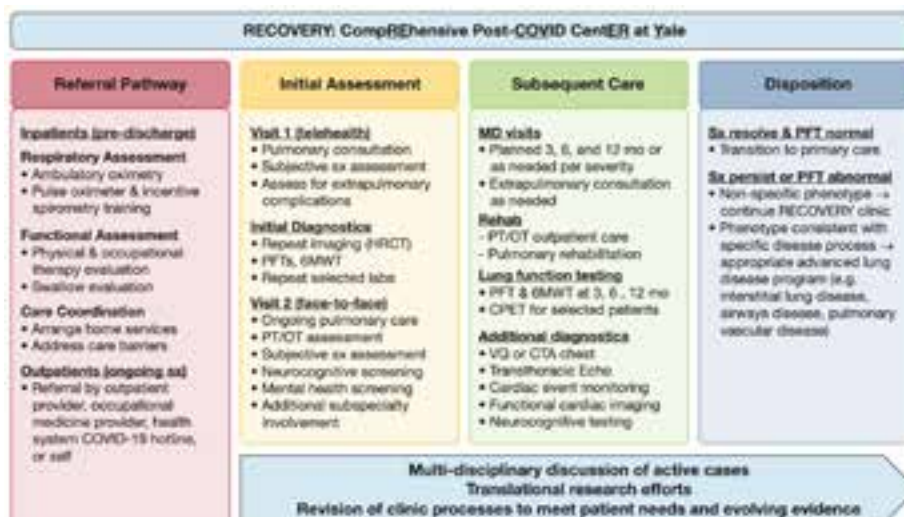 RECOVERY: CompREhensive Post-COVID CentER at Yale
Referral Pathway
Inpatients (pre-discharge)
Respiratory Assessment
• Ambulatory oximetry
• Pulse oximeter & incentive
spirometry training
Functional Assessment
• Physical & occupational
therapy evaluation
• Swallow evaluation
Care Coordination
• Arrange home services
• Address care barriers
Outpatients (ongoing sx)
• Referral by outpatient
provider, occupational
medicine provider, health
system COVID-19 hotline,
or self
Initial Assessment
Visit 1 (telehealth)
• Pulmonary consultation
• Subjective sx assessment
• Assess for extrapulmonary
complications
Initial Diagnostics
• Repeat imaging (HRCT)
• PFTs, 6MWT
• Repeat selected labs
Visit 2 (face-to-face)
• Ongoing pulmonary care
• PT/OT assessment
• Subjective sx assessment
• Neurocognitive screening
• Mental health screening
• Additional subspecialty
involvement
Subsequent Care
MD visits
• Planned 3, 6, and 12 mo or
as needed per severity
• Extrapulmonary consultation
as needed
Rehab
- PT/OT outpatient care
- Pulmonary rehabilitation
Lung function testing
• PFT & 6MWT at 3, 6 , 12 mo
• CPET for selected patients
Additional diagnostics
• VQ or CTA chest
• Transthoracic Echo
• Cardiac event monitoring
• Functional cardiac imaging
• Neurocognitive testing
Disposition
Sx resolve & PFT normal
• Transition to primary care
Sx persist or PFT abnormal
• Non-specific phenotype →
continue RECOVERY clinic
• Phenotype consistent with
specific disease process →
appropriate advanced lung
disease program (e.g.
interstitial lung disease,
airways disease, pulmonary
vascular disease)
Multi-disciplinary discussion of active cases
Translational research efforts
Revision of clinic processes to meet patient needs and evolving evidence